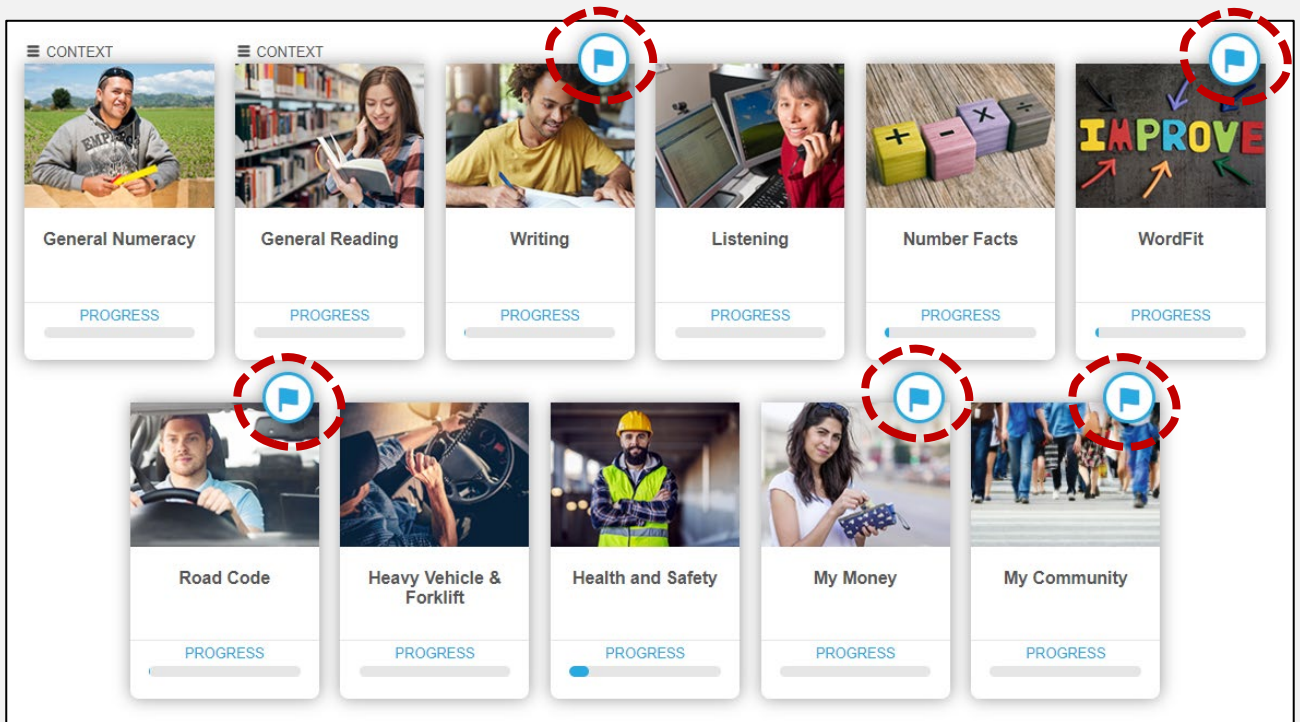 CONTEXT
CONTEXT
EMPLOY
+
-
x
÷
IMPROVE
General Numeracy
General Reading
Writing
Listening
Number Facts
WordFit
PROGRESS
PROGRESS
PROGRESS
PROGRESS
PROGRESS
PROGRESS
Road Code
Heavy Vehicle &
Forklift
Health and Safety
My Money
My Community
PROGRESS
PROGRESS
PROGRESS
PROGRESS
PROGRESS